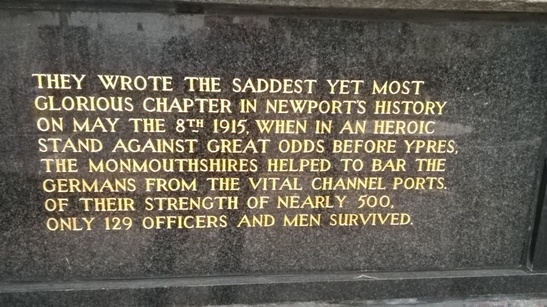 THEY WROTE THE SADDEST YET MOST
GLORIOUS CHAPTER IN NEWPORT'S HISTORY
ON MAY THE 8TH 1915, WHEN IN AN HEROIC
STAND AGAINST GREAT ODDS BEFORE YPRES,
THE MONMOUTHSHIRES HELPED TO BAR THE
GERMANS FROM THE VITAL CHANNEL PORTS.
OF THEIR STRENGTH OF NEARLY 500,
ONLY 129 OFFICERS AND MEN SURVIVED.